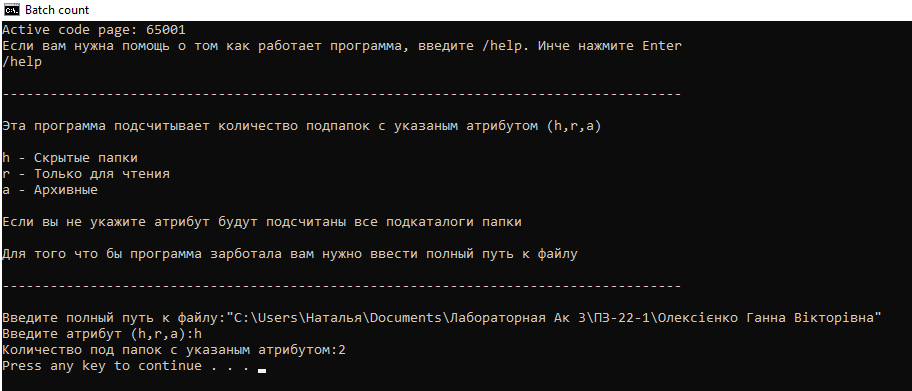 Batch count
Active code page: 65001
Если вам нужна помощь о том как работает программа, введите /help. Инче нажмите Enter
/help
-------------------------------------------------------------------------------------
Эта программа подсчитывает количество подпапок с указаным атрибутом (h,r,a)
h - Скрытые папки
r - Только для чтения
a - Архивные
Если вы не укажите атрибут будут подсчитаны все подкаталоги папки
Для того что бы программа зарботала вам нужно ввести полный путь к файлу
-------------------------------------------------------------------------------------
Введите полный путь к файлу:"C:\Users\Наталья\Documents\Лабораторная Ак 3\ПЗ-22-1\Олексієнко Ганна Вікторівна"
Введите атрибут (h,r,a):h
Количество под папок с указаным атрибутом:2
Press any key to continue . . .